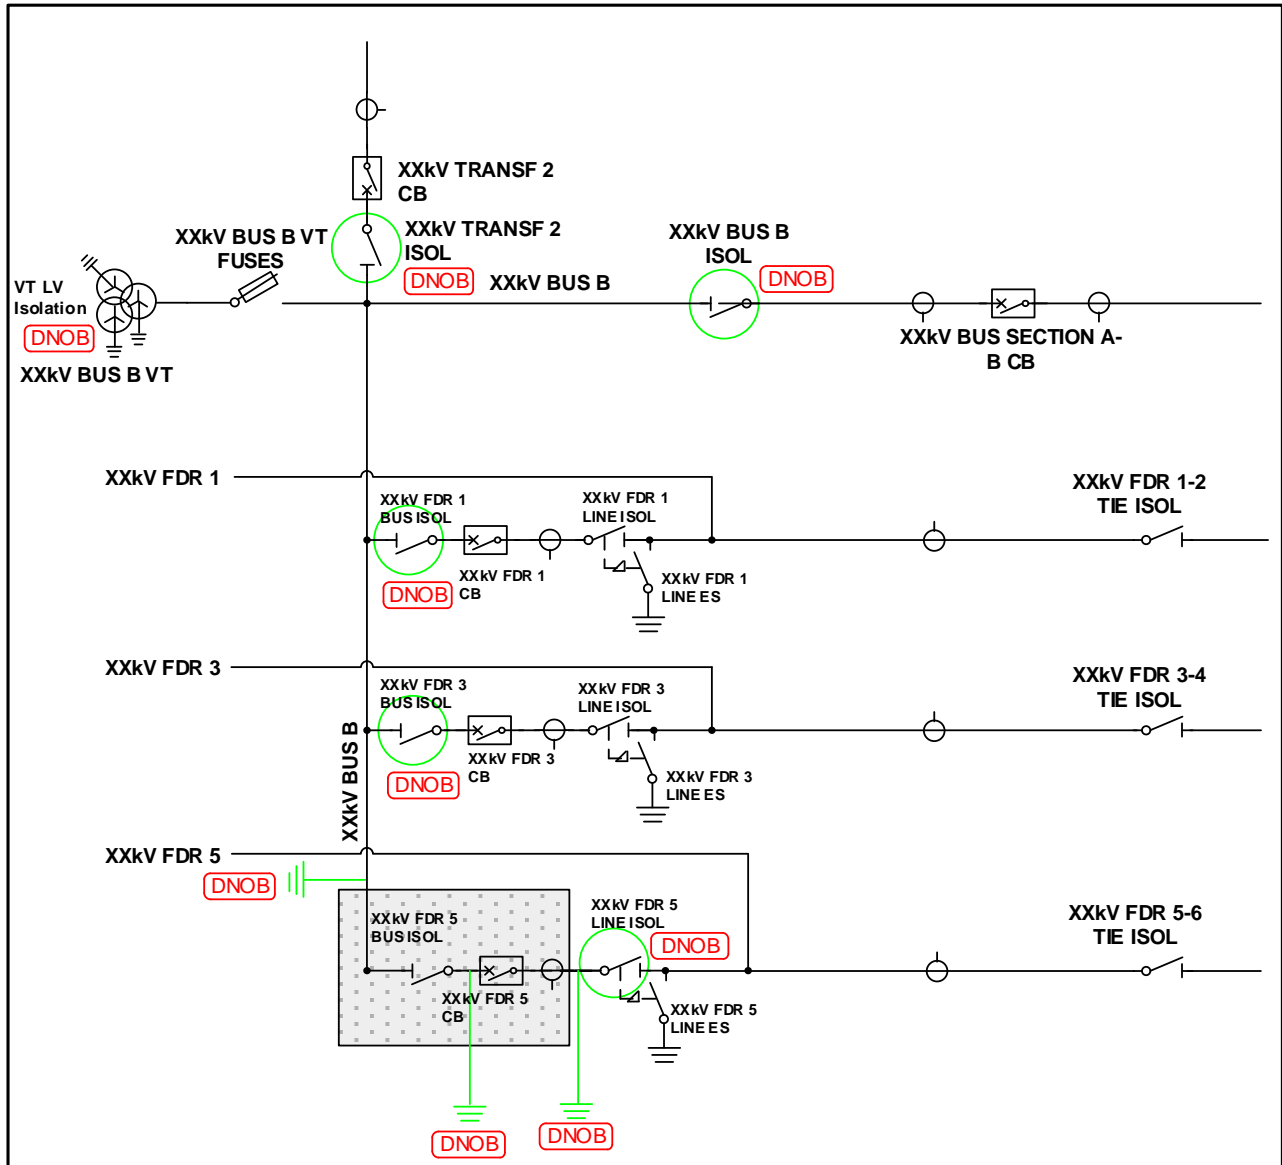 XXkV TRANSF 2
CB
XXkV TRANSF 2
ISOL
DNOB
XXkV BUS B VT
FUSES
XXkV BUS B
ISOL
DNOB
VT LV
Isolation
DNOB
XXkV BUS B VT
XXkV BUS B
XXkV BUS SECTION A-
B CB
XXkV FDR 1
XXkV FDR 1
BUS ISOL
DNOB
XXkV FDR 1
CB
XXkV FDR 1
LINE ISOL
XXkV FDR 1
LINE ES
XXkV FDR 1-2
TIE ISOL
XXkV FDR 3
XXkV FDR 3
BUS ISOL
DNOB
XXkV FDR 3
CB
XXkV FDR 3
LINE ISOL
XXkV FDR 3
LINE ES
XXkV FDR 3-4
TIE ISOL
XXkV BUS B
XXkV FDR 5
DNOB
XXkV FDR 5
BUS ISOL
XXkV FDR 5
CB
XXkV FDR 5
LINE ISOL
DNOB
XXkV FDR 5
LINE ES
XXkV FDR 5-6
TIE ISOL
DNOB
DNOB